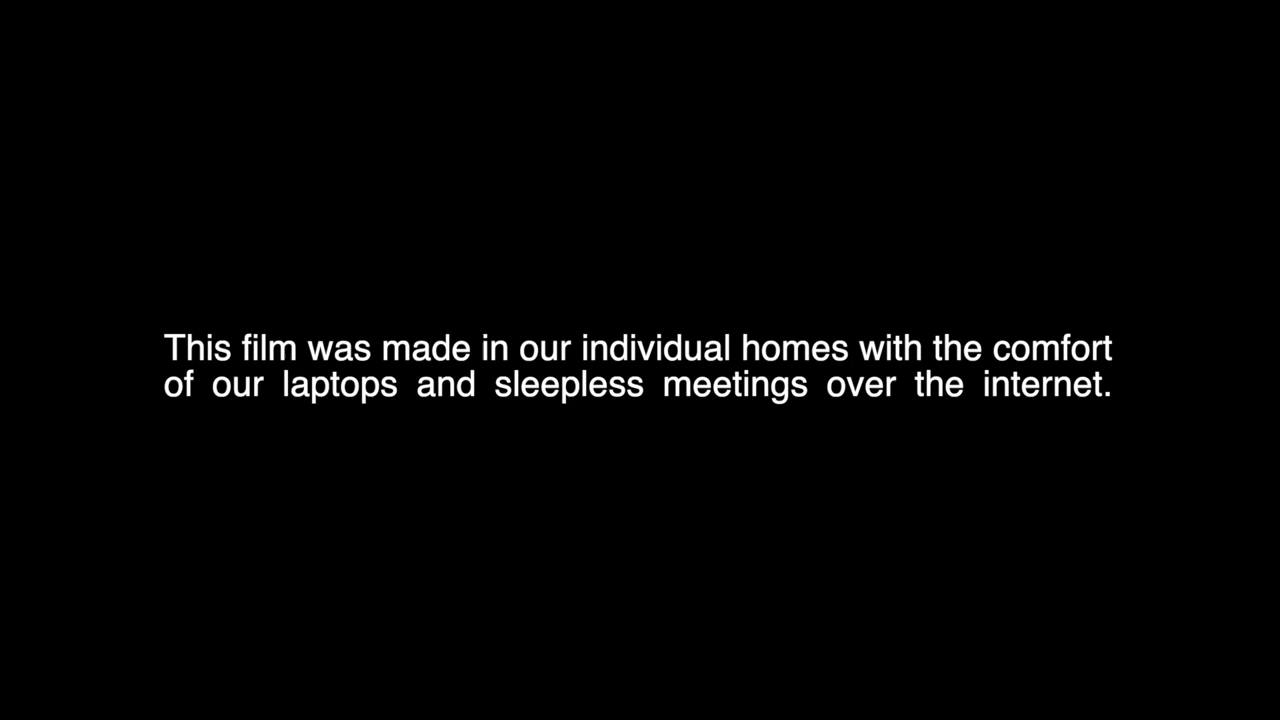 This film was made in our individual homes with the comfort
of our laptops and sleepless meetings over the internet.